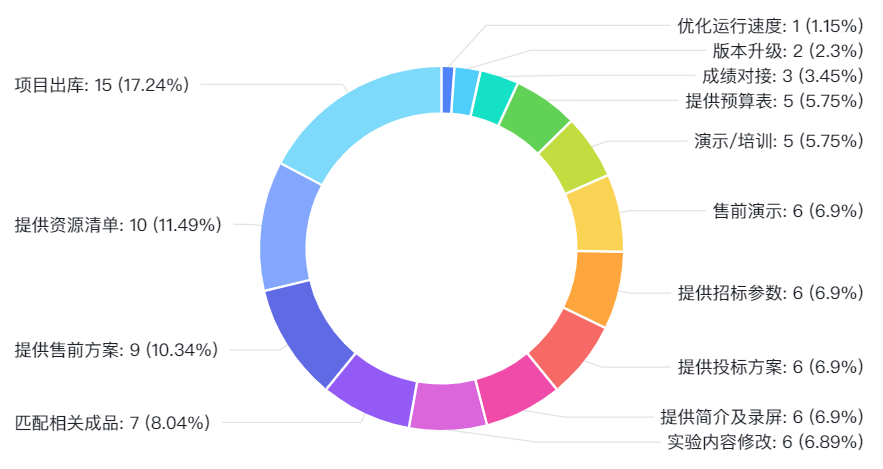 优化运行速度: 1 (1.15%)
版本升级: 2 (2.3%)
成绩对接: 3 (3.45%)
提供预算表: 5 (5.75%)
演示/培训: 5 (5.75%)
售前演示: 6 (6.9%)
提供招标参数: 6 (6.9%)
提供投标方案: 6 (6.9%)
提供简介及录屏: 6 (6.9%)
实验内容修改: 6 (6.89%)
匹配相关成品: 7 (8.04%)
提供售前方案: 9 (10.34%)
提供资源清单: 10 (11.49%)
项目出库: 15 (17.24%)